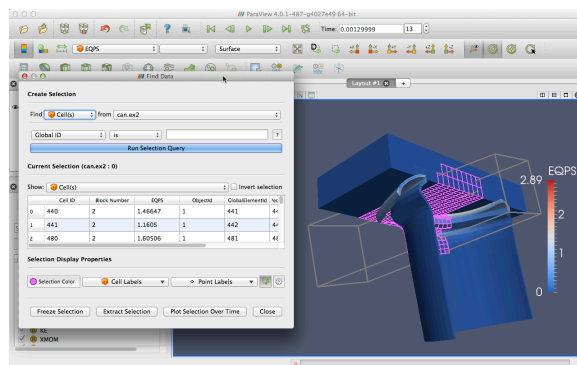 ParaView 4.0.1-487-g4027e49 64-bit
Time: 0.00129999 13
EQPS Surface
Find Data
Layout #1 +
Create Selection
Find Cell(s) from can.ex2
Global ID is ?
Run Selection Query
Current Selection (can.ex2 : 0)
Show: Cell(s) Invert selection
Cell ID Block Number EQPS ObjectId GlobalElementId
0 440 2 1.46647 1 441
1 441 2 1.1605 1 442
2 480 2 1.60506 1 481
Selection Display Properties
Selection Color Cell Labels Point Labels
Freeze Selection Extract Selection Plot Selection Over Time Close
KE
XMOM
EQPS
2.89
2
1
0